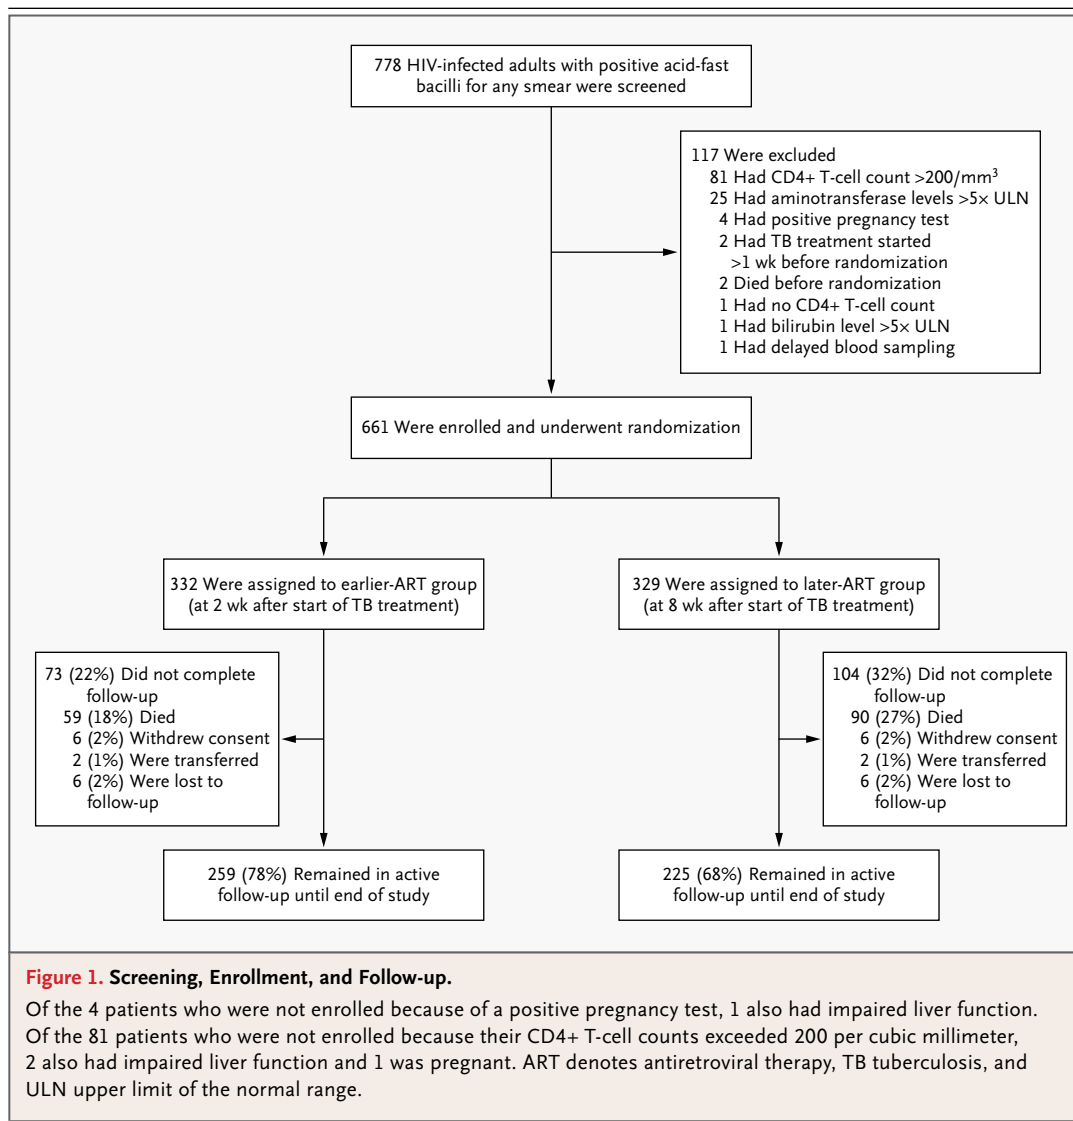 778 HIV-infected adults with positive acid-fast
bacilli for any smear were screened
117 Were excluded
81 Had CD4+ T-cell count >200/mm³
25 Had aminotransferase levels >5× ULN
4 Had positive pregnancy test
2 Had TB treatment started
>1 wk before randomization
2 Died before randomization
1 Had no CD4+ T-cell count
1 Had bilirubin level >5× ULN
1 Had delayed blood sampling
661 Were enrolled and underwent randomization
332 Were assigned to earlier-ART group
(at 2 wk after start of TB treatment)
329 Were assigned to later-ART group
(at 8 wk after start of TB treatment)
73 (22%) Did not complete
follow-up
59 (18%) Died
6 (2%) Withdrew consent
2 (1%) Were transferred
6 (2%) Were lost to
follow-up
104 (32%) Did not complete
follow-up
90 (27%) Died
6 (2%) Withdrew consent
2 (1%) Were transferred
6 (2%) Were lost to
follow-up
259 (78%) Remained in active
follow-up until end of study
225 (68%) Remained in active
follow-up until end of study
Figure 1. Screening, Enrollment, and Follow-up.
Of the 4 patients who were not enrolled because of a positive pregnancy test, 1 also had impaired liver function.
Of the 81 patients who were not enrolled because their CD4+ T-cell counts exceeded 200 per cubic millimeter,
2 also had impaired liver function and 1 was pregnant. ART denotes antiretroviral therapy, TB tuberculosis, and
ULN upper limit of the normal range.